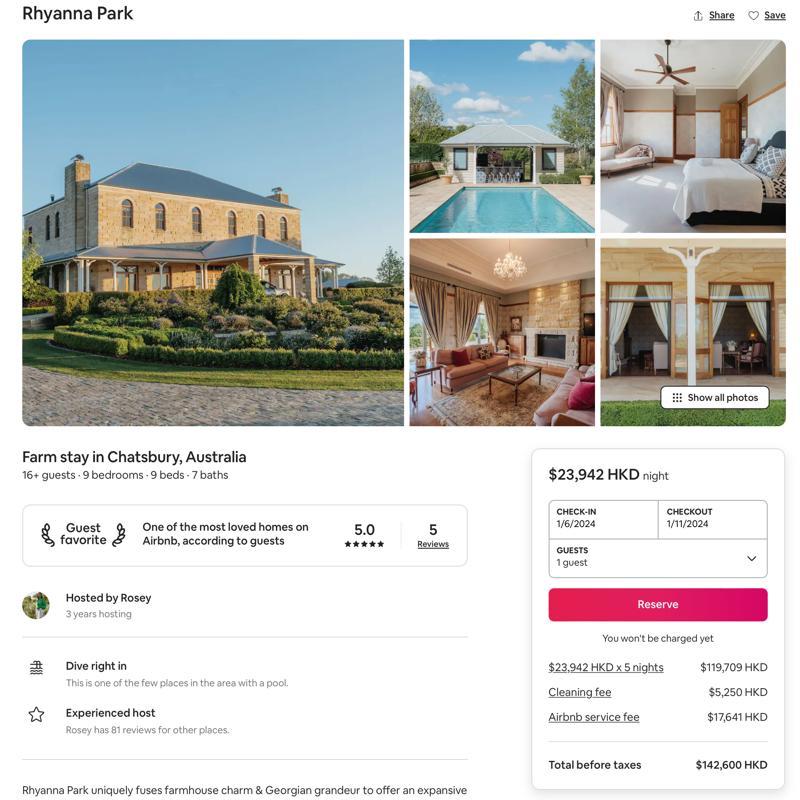 Rhyanna Park
Share
Save
Show all photos
Farm stay in Chatsbury, Australia
16+ guests · 9 bedrooms · 9 beds · 7 baths
Guest
favorite
One of the most loved homes on
Airbnb, according to guests
5.0
5
Reviews
Hosted by Rosey
3 years hosting
Dive right in
This is one of the few places in the area with a pool.
Experienced host
Rosey has 81 reviews for other places.
Rhyanna Park uniquely fuses farmhouse charm & Georgian grandeur to offer an expansive
$23,942 HKD night
CHECK-IN
1/6/2024
CHECKOUT
1/11/2024
GUESTS
1 guest
Reserve
You won't be charged yet
$23,942 HKD x 5 nights
$119,709 HKD
Cleaning fee
$5,250 HKD
Airbnb service fee
$17,641 HKD
Total before taxes
$142,600 HKD